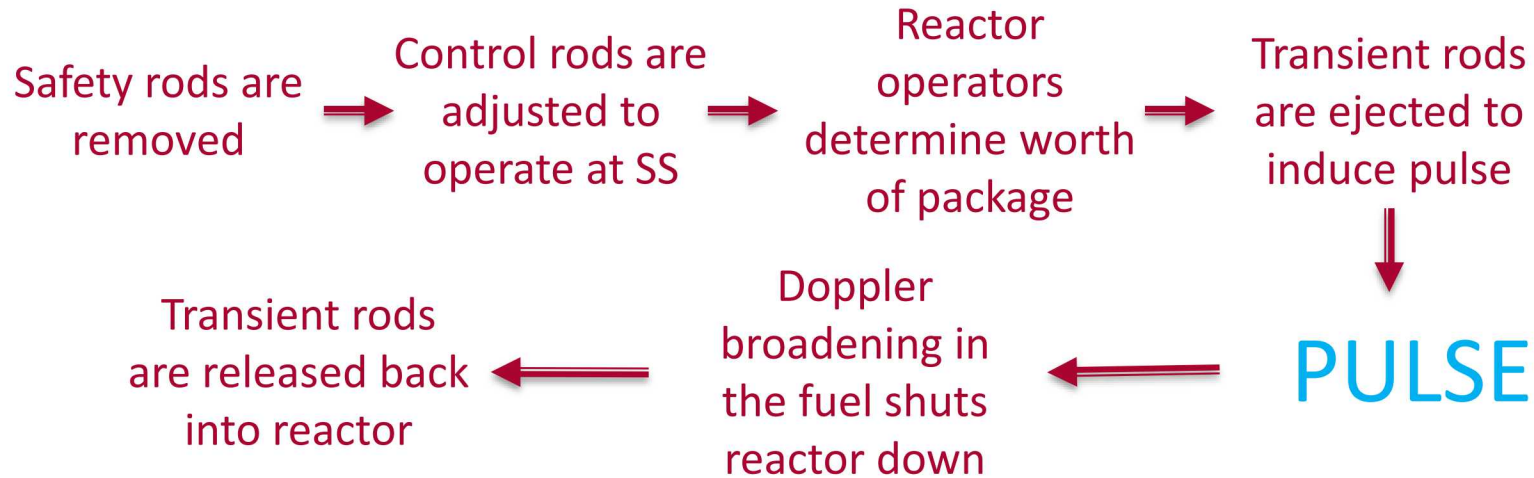 Safety rods are
removed
Control rods are
adjusted to
operate at SS
Reactor
operators
determine worth
of package
Transient rods
are ejected to
induce pulse
PULSE
Doppler
broadening in
the fuel shuts
reactor down
Transient rods
are released back
into reactor